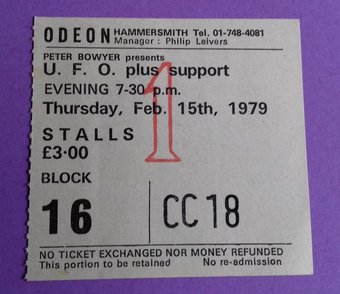 ODEON HAMMERSMITH Tel. 01-748-4081
Manager : Philip Leivers
PETER BOWYER presents
U. F. O. plus support
EVENING 7-30 p.m.
Thursday, Feb. 15th, 1979
1
STALLS
£3·00
BLOCK
16 CC 18
NO TICKET EXCHANGED NOR MONEY REFUNDED
This portion to be retained No re-admission